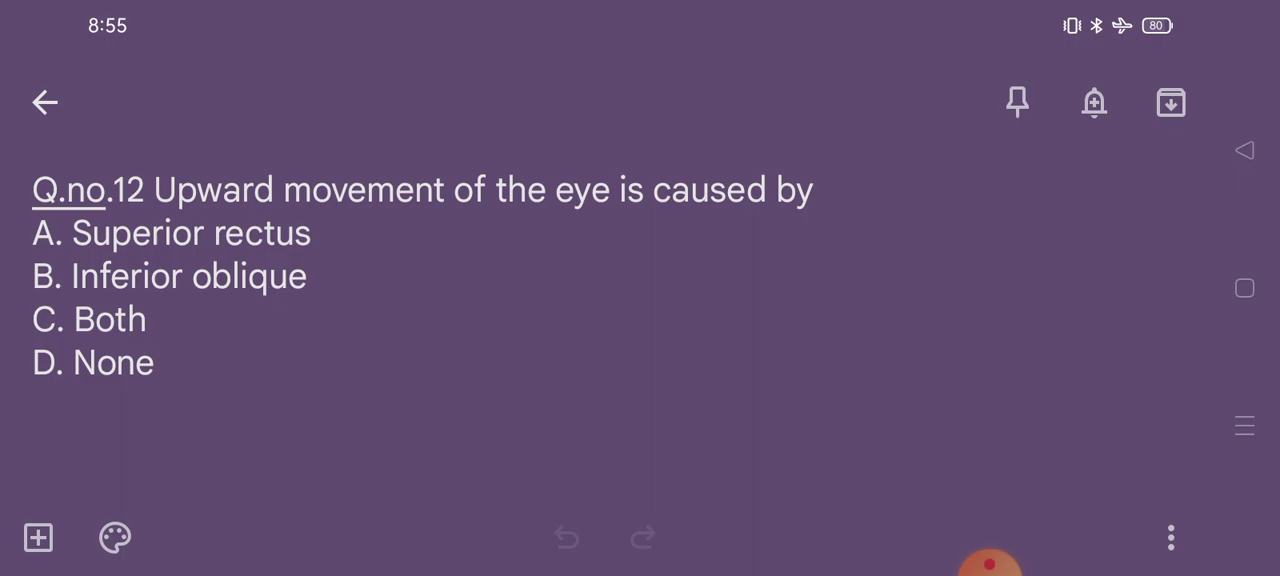 8:55
80
Q.no.12 Upward movement of the eye is caused by
A. Superior rectus
B. Inferior oblique
C. Both
D. None